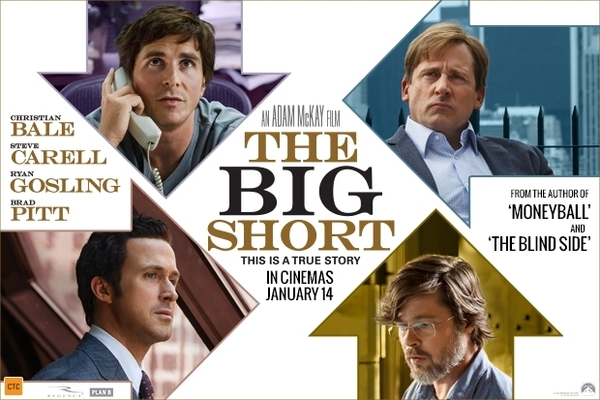 CHRISTIAN
BALE
STEVE
CARELL
RYAN
GOSLING
BRAD
PITT
AN ADAM McKAY FILM
THE
BIG
SHORT
THIS IS A TRUE STORY
IN CINEMAS
JANUARY 14
FROM THE AUTHOR OF
'MONEYBALL'
AND
'THE BLIND SIDE'
CTC
REGENCY
PLAN B